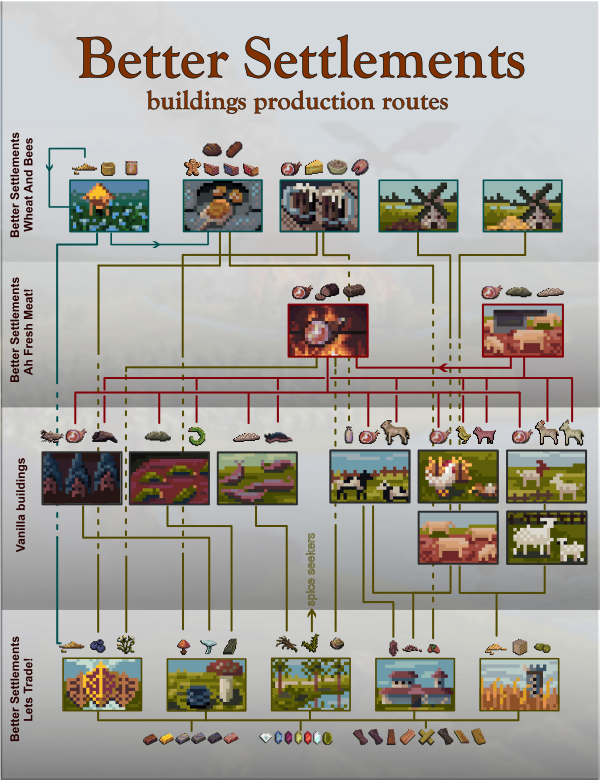 Better Settlements
buildings production routes
Better Settlements
Wheat And Bees
Better Settlements
Ah Fresh Meat!
Vanilla buildings
spice seekers
Better Settlements
Lets Trade!